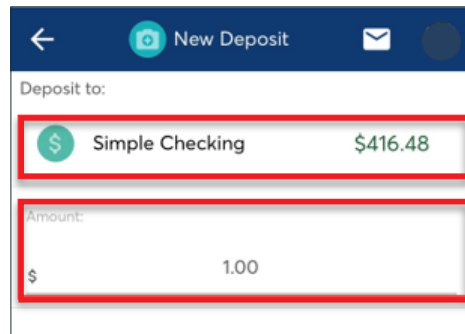 New Deposit
Deposit to:
$ Simple Checking $416.48
Amount:
$ 1.00